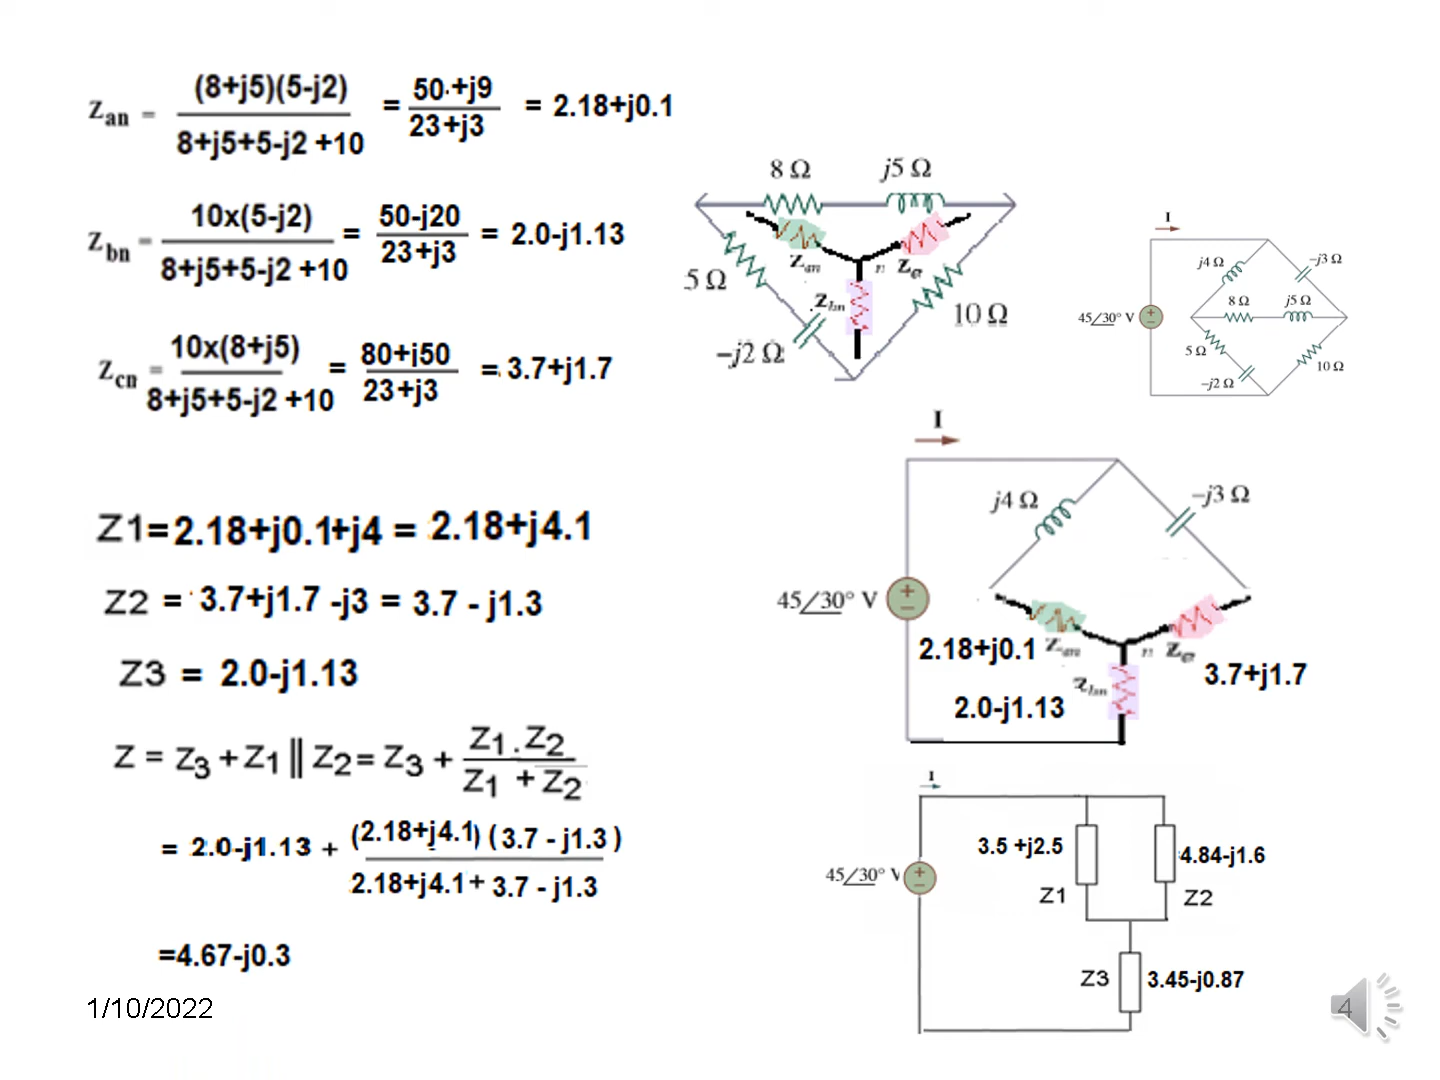 Zan = (8+j5)(5-j2) / 8+j5+5-j2 +10 = 50.+j9 / 23+j3 = 2.18+j0.1
Zbn = 10x(5-j2) / 8+j5+5-j2 +10 = 50-j20 / 23+j3 = 2.0-j1.13
Zcn = 10x(8+j5) / 8+j5+5-j2 +10 = 80+j50 / 23+j3 = 3.7+j1.7
8 Ω
j5 Ω
Zan
n
5 Ω
Zbn
10 Ω
–j2 Ω
I
j4 Ω
–j3 Ω
8 Ω
j5 Ω
45/30° V
5 Ω
–j2 Ω
10 Ω
I
j4 Ω
–j3 Ω
45/30° V
2.18+j0.1 Zan
n
3.7+j1.7
Zbn
2.0-j1.13
Z1=2.18+j0.1+j4 = 2.18+j4.1
Z2 = 3.7+j1.7 -j3 = 3.7 - j1.3
Z3 = 2.0-j1.13
Z = Z3 +Z1 || Z2= Z3 + Z1 . Z2 / Z1 + Z2
= 2.0-j1.13 + (2.18+j4.1) ( 3.7 - j1.3 ) / 2.18+j4.1+ 3.7 - j1.3
=4.67-j0.3
I
3.5 +j2.5
4.84-j1.6
45/30° V
Z1
Z2
Z3
3.45-j0.87
1/10/2022
4